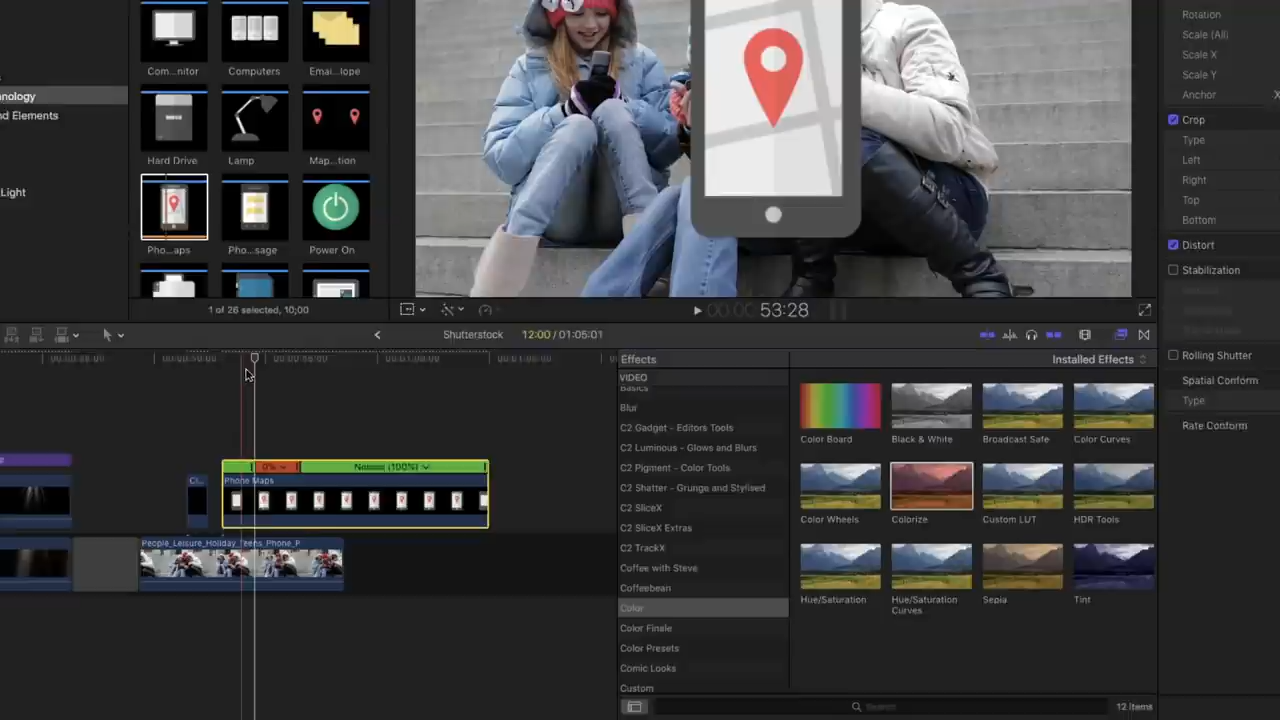 Com...nitor
Computers
Emai...lope
nology
nd Elements
Hard Drive
Lamp
Map...tion
Light
Pho...aps
Pho...sage
Power On
1 of 26 selected, 10;00
53:28
Rotation
Scale (All)
Scale X
Scale Y
Anchor
X
Crop
Type
Left
Right
Top
Bottom
Distort
Stabilization
Rolling Shutter
Spatial Conform
Type
Rate Conform
Shutterstock
12:00 / 01:05:01
0%
Normal (100%)
Phone Maps
Cl...
People_Leisure_Holiday_Teens_Phone_P
Effects
Installed Effects
VIDEO
Basics
Blur
C2 Gadget - Editors Tools
C2 Luminous - Glows and Blurs
C2 Pigment - Color Tools
C2 Shatter - Grunge and Stylised
C2 SliceX
C2 SliceX Extras
C2 TrackX
Coffee with Steve
Coffeebean
Color
Color Finale
Color Presets
Comic Looks
Custom
Color Board
Black & White
Broadcast Safe
Color Curves
Color Wheels
Colorize
Custom LUT
HDR Tools
Hue/Saturation
Hue/Saturation
Curves
Sepia
Tint
Search
12 items